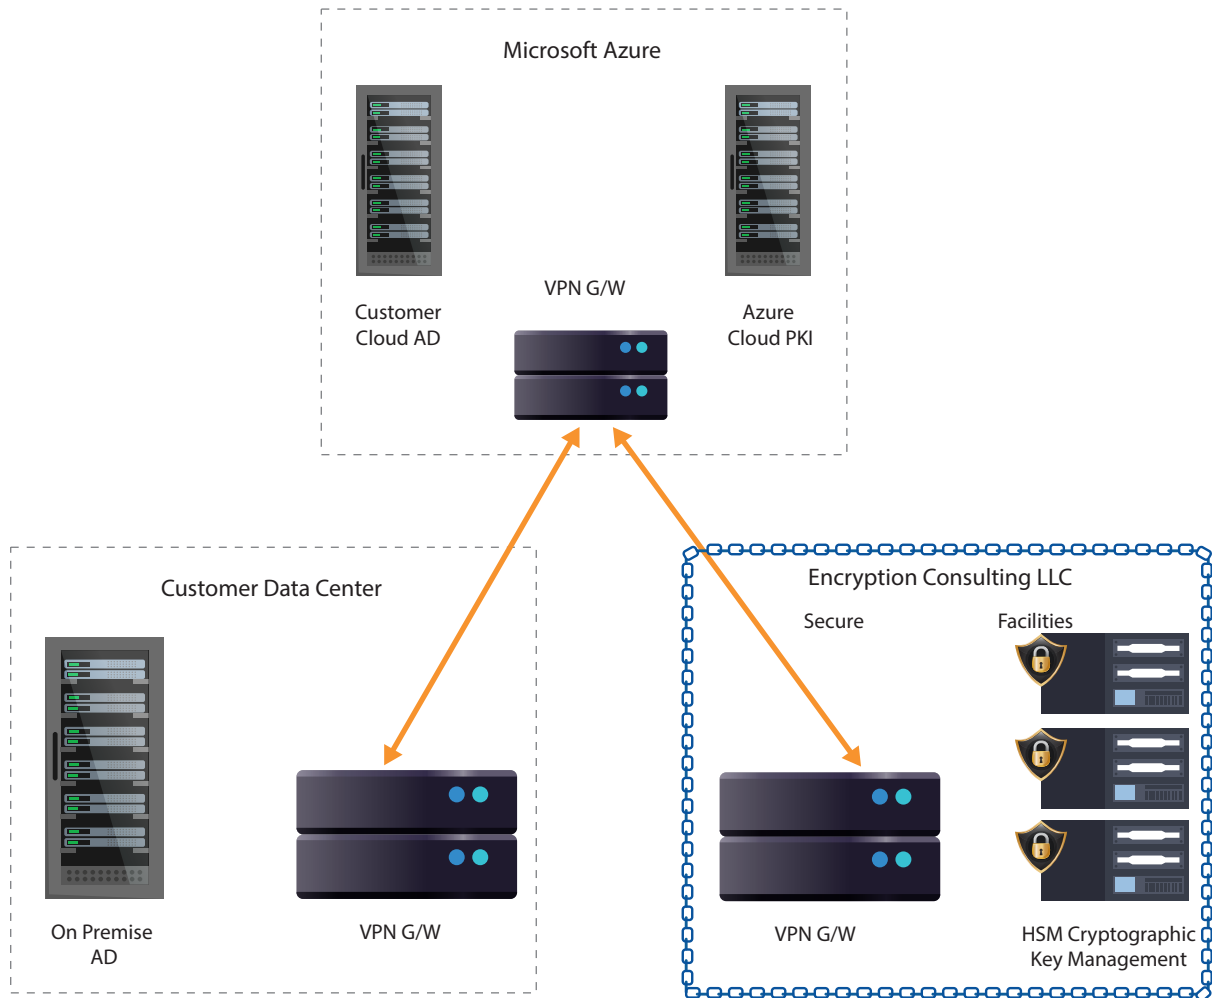 Microsoft Azure
VPN G/W
Customer
Cloud AD
Azure
Cloud PKI
Customer Data Center
On Premise
AD
VPN G/W
Encryption Consulting LLC
Secure Facilities
VPN G/W
HSM Cryptographic
Key Management